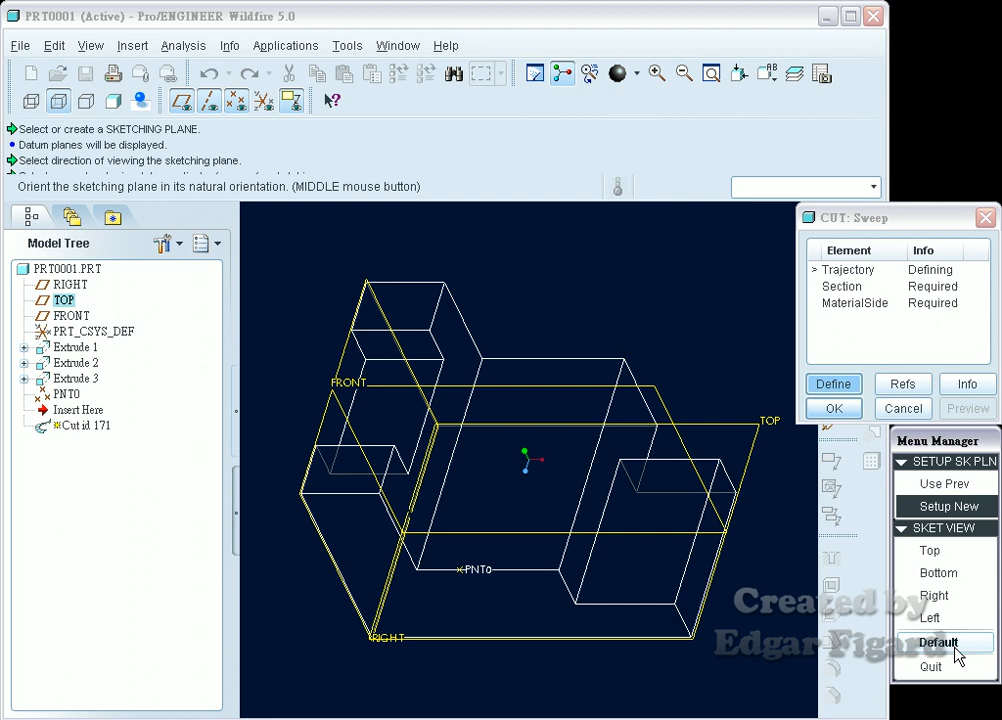 PRT0001 (Active) - Pro/ENGINEER Wildfire 5.0
File Edit View Insert Analysis Info Applications Tools Window Help
Select or create a SKETCHING PLANE.
Datum planes will be displayed.
Select direction of viewing the sketching plane.
Orient the sketching plane in its natural orientation. (MIDDLE mouse button)
Model Tree
PRT0001.PRT
RIGHT
TOP
FRONT
PRT_CSYS_DEF
Extrude 1
Extrude 2
Extrude 3
PNT0
Insert Here
Cut id 171
FRONT
TOP
PNT0
RIGHT
CUT: Sweep
Element Info
> Trajectory Defining
Section Required
MaterialSide Required
Define Refs Info
OK Cancel Preview
Menu Manager
SETUP SK PLN
Use Prev
Setup New
SKET VIEW
Top
Bottom
Right
Left
Default
Quit
Created by
Edgar Figard